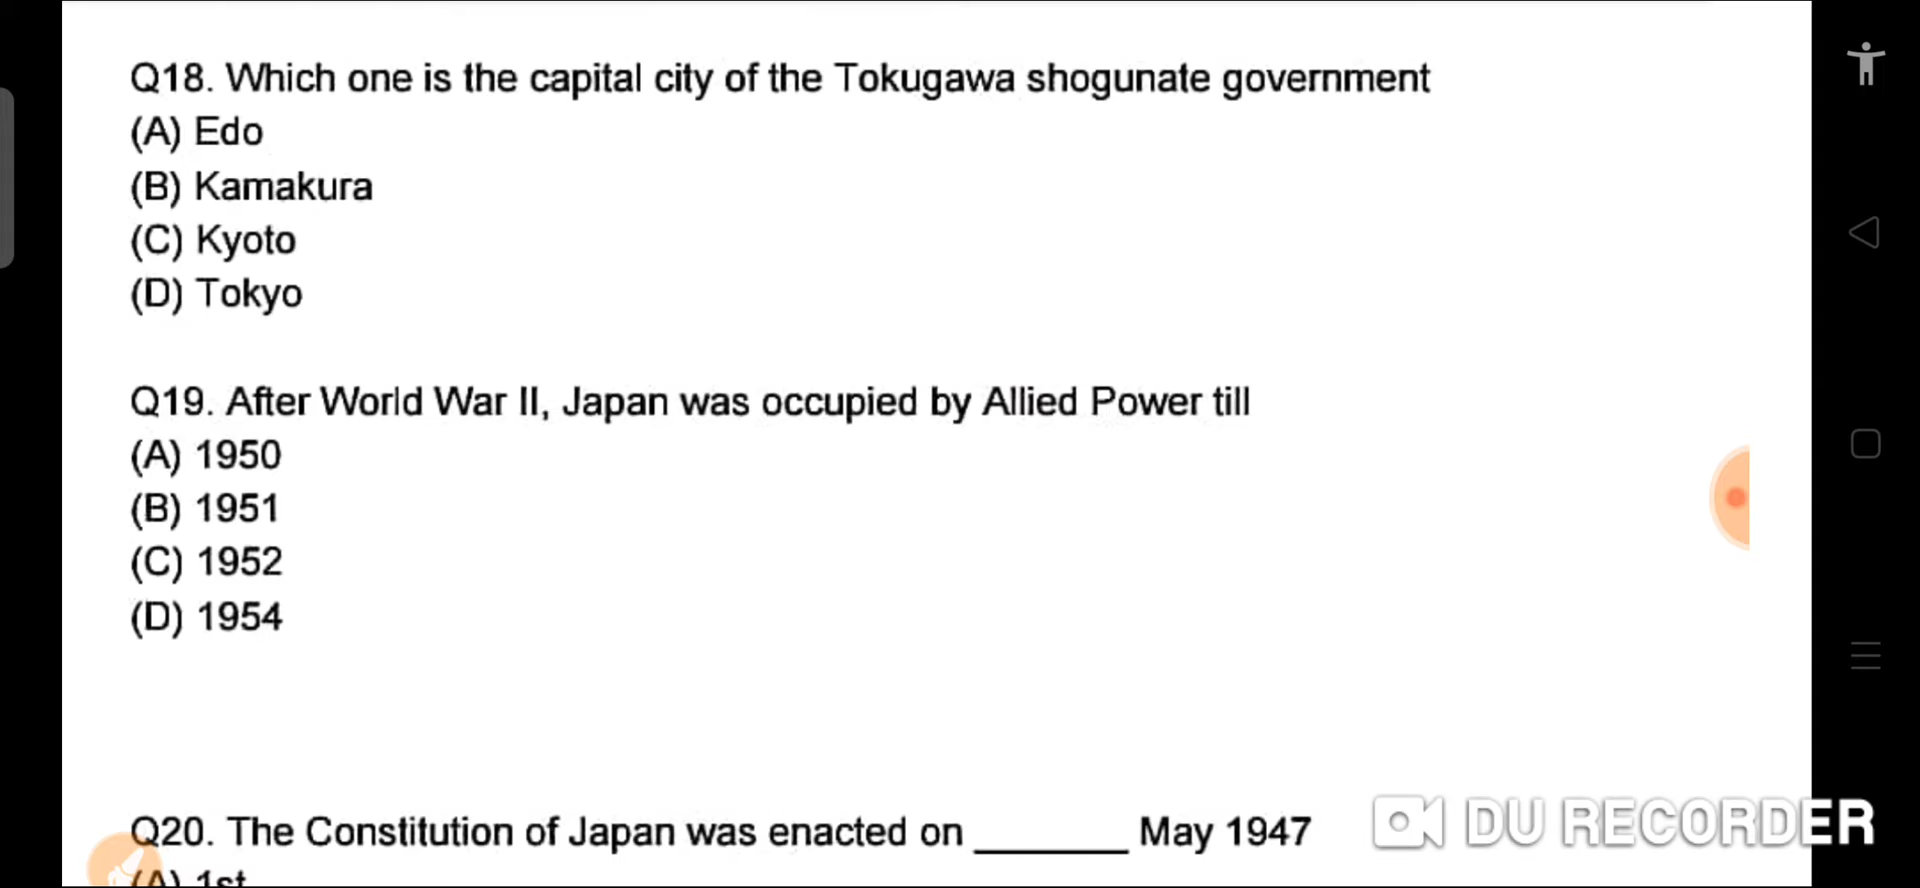 Q18. Which one is the capital city of the Tokugawa shogunate government
(A) Edo
(B) Kamakura
(C) Kyoto
(D) Tokyo
Q19. After World War II, Japan was occupied by Allied Power till
(A) 1950
(B) 1951
(C) 1952
(D) 1954
Q20. The Constitution of Japan was enacted on _______ May 1947
(A) 1st
DU RECORDER